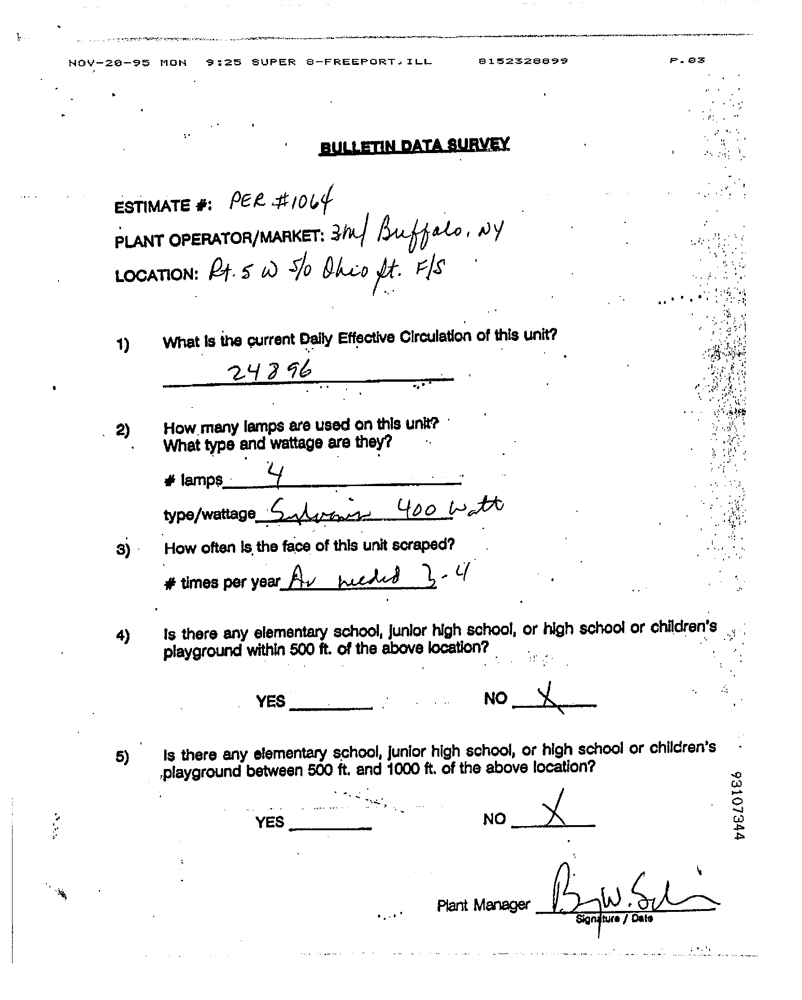 NOV-20-95 MON 9:25 SUPER 8-FREEPORT,ILL 8152328899 P.03
BULLETIN DATA SURVEY
ESTIMATE #: PER #1064
PLANT OPERATOR/MARKET: 3M/ Buffalo, NY
LOCATION: Rt. 5 W S/O Ohio St. F/S
1) What is the current Daily Effective Circulation of this unit?
24896
2) How many lamps are used on this unit?
What type and wattage are they?
# lamps 4
type/wattage 400 Watt
3) How often is the face of this unit scraped?
# times per year As needed 3-4
4) Is there any elementary school, junior high school, or high school or children's
playground within 500 ft. of the above location?
YES NO X
5) Is there any elementary school, junior high school, or high school or children's
playground between 500 ft. and 1000 ft. of the above location?
YES NO X
93107344
Plant Manager
Signature / Date